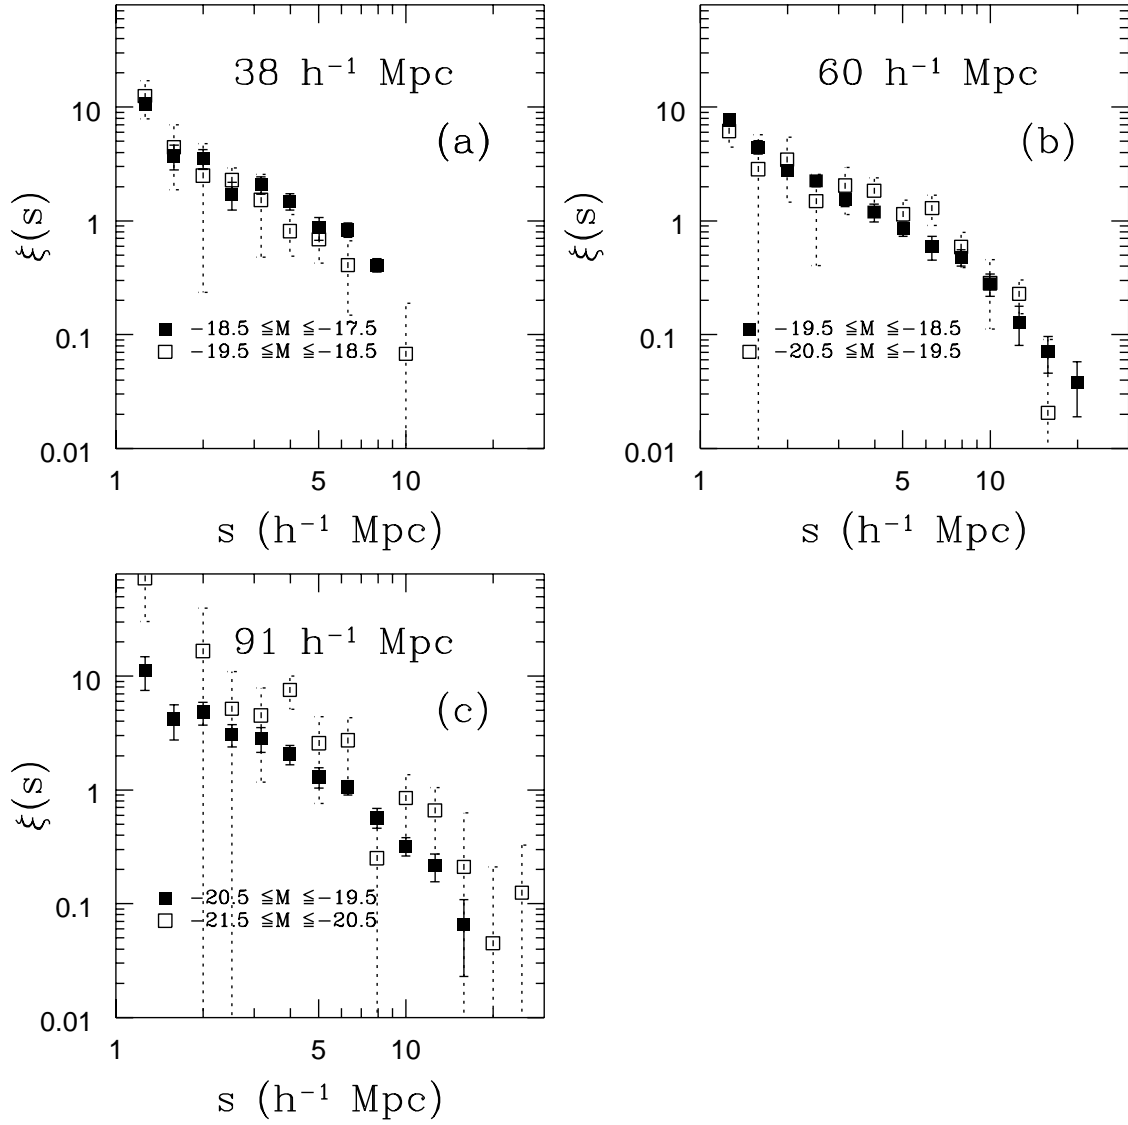 38 h⁻¹ Mpc
(a)
10
1
0.1
0.01
ξ(s)
−18.5 ≦M ≦−17.5
−19.5 ≦M ≦−18.5
1 5 10
s (h⁻¹ Mpc)
60 h⁻¹ Mpc
(b)
10
1
0.1
0.01
ξ(s)
−19.5 ≦M ≦−18.5
−20.5 ≦M ≦−19.5
1 5 10
s (h⁻¹ Mpc)
91 h⁻¹ Mpc
(c)
10
1
0.1
0.01
ξ(s)
−20.5 ≦M ≦−19.5
−21.5 ≦M ≦−20.5
1 5 10
s (h⁻¹ Mpc)